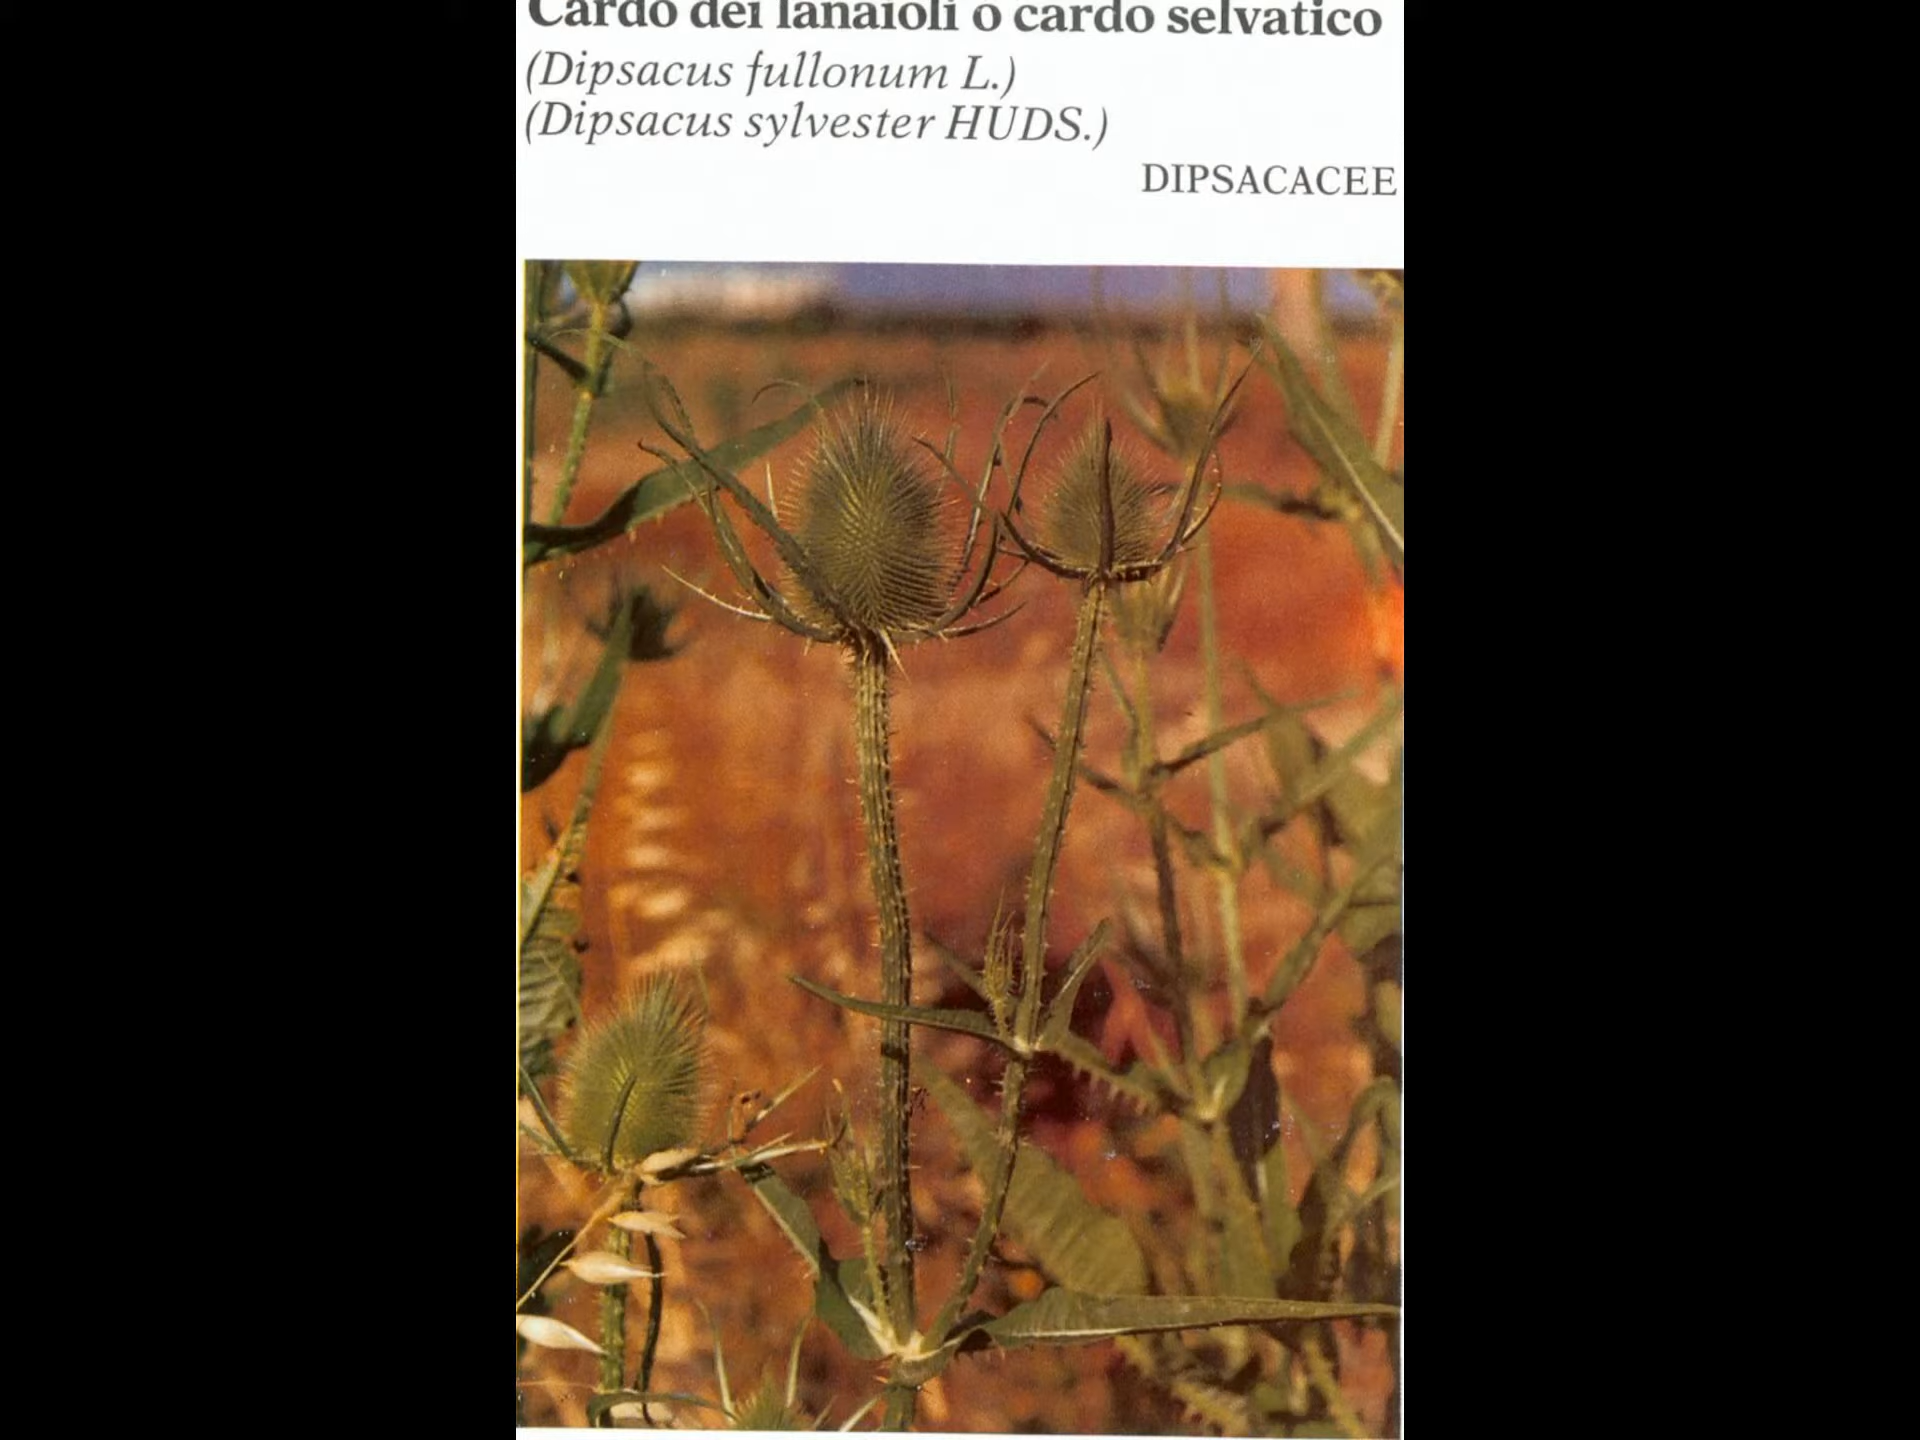 Cardo dei lanaioli o cardo selvatico
(Dipsacus fullonum L.)
(Dipsacus sylvester HUDS.)
DIPSACACEE